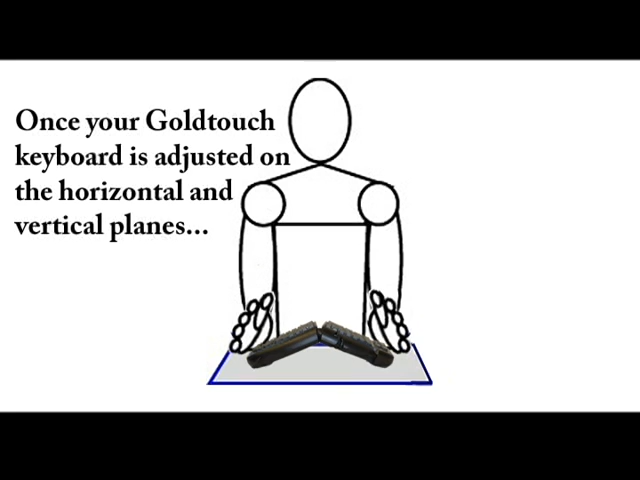 Once your Goldtouch
keyboard is adjusted on
the horizontal and
vertical planes...